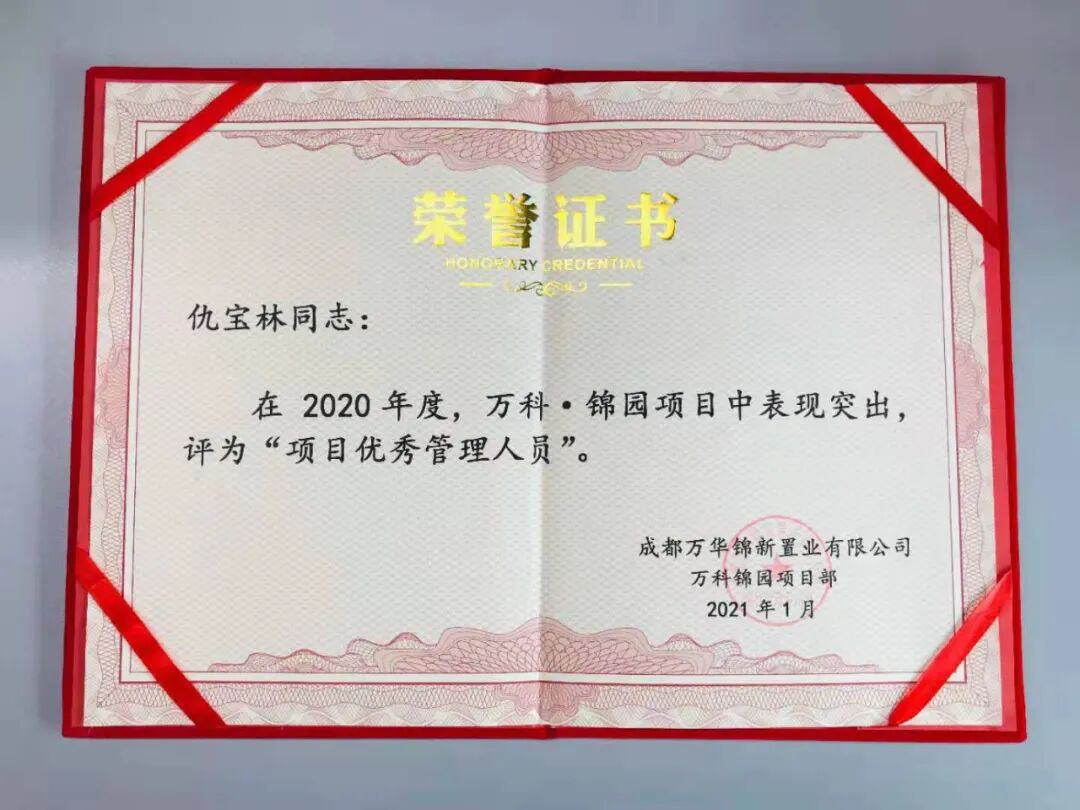 荣誉证书
HONORARY CREDENTIAL
仇宝林同志：
在 2020 年度，万科·锦园项目中表现突出，
评为“项目优秀管理人员”。
成都万华锦新置业有限公司
万科锦园项目部
2021 年 1 月